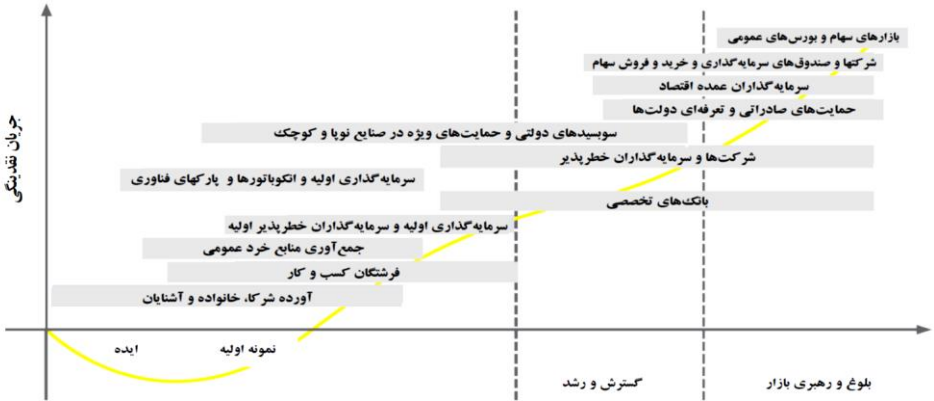 بازارهای سهام و بورس‌های عمومی
شرکتها و صندوق‌های سرمایه‌گذاری و خرید و فروش سهام
سرمایه‌گذاران عمده اقتصاد
حمایت‌های صادراتی و تعرفه‌ای دولت‌ها
سوبسیدهای دولتی و حمایت‌های ویژه در صنایع نوپا و کوچک
شرکت‌ها و سرمایه‌گذاران خطرپذیر
سرمایه‌گذاری اولیه و انکوباتورها و پارکهای فناوری
بانک‌های تخصصی
سرمایه‌گذاری اولیه و سرمایه‌گذاران خطرپذیر اولیه
جمع‌آوری منابع خرد عمومی
فرشتگان کسب و کار
آورده شرکا، خانواده و آشنایان
جریان نقدینگی
ایده
نمونه اولیه
گسترش و رشد
بلوغ و رهبری بازار